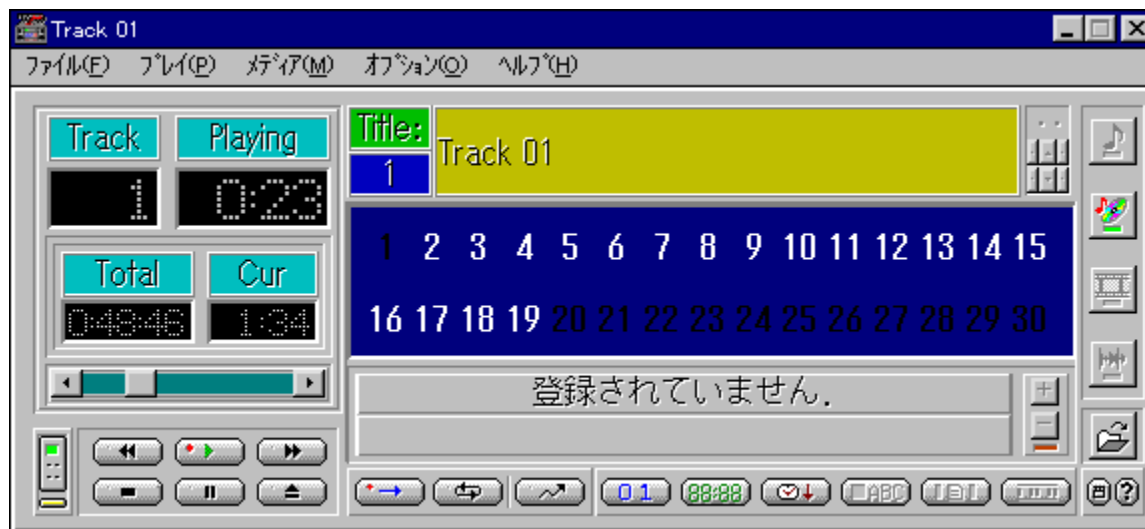 Track 01
ﾌｧｲﾙ(F) ﾌﾟﾚｲ(P) ﾒﾃﾞｨｱ(M) ｵﾌﾟｼｮﾝ(O) ﾍﾙﾌﾟ(H)
Track Playing
1 0:23
Total Cur
0:48:46 1:34
Title:
1
Track 01
1 2 3 4 5 6 7 8 9 10 11 12 13 14 15
16 17 18 19 20 21 22 23 24 25 26 27 28 29 30
登録されていません.
01 88:88 ABC